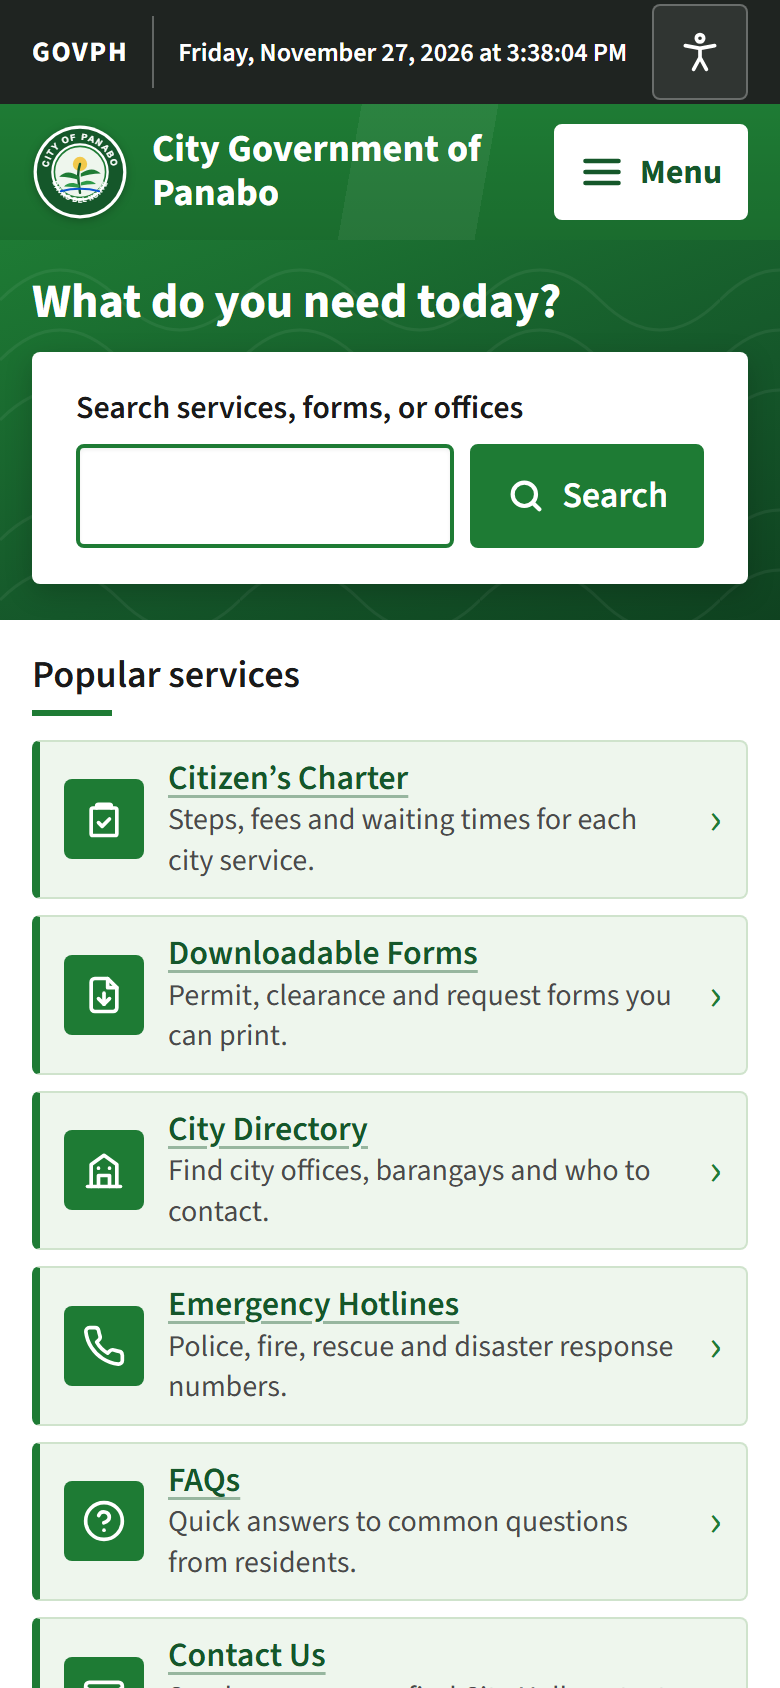 GOVPH
Friday, November 27, 2026 at 3:38:04 PM
CITY OF PANABO
City Government of
Panabo
Menu
What do you need today?
Search services, forms, or offices
Search
Popular services
Citizen’s Charter
Steps, fees and waiting times for each
city service.
Downloadable Forms
Permit, clearance and request forms you
can print.
City Directory
Find city offices, barangays and who to
contact.
Emergency Hotlines
Police, fire, rescue and disaster response
numbers.
FAQs
Quick answers to common questions
from residents.
Contact Us